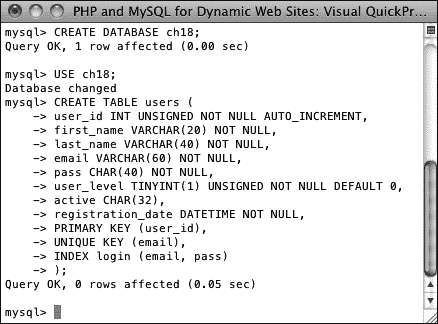 PHP and MySQL for Dynamic Web Sites: Visual QuickPr...
mysql> CREATE DATABASE ch18;
Query OK, 1 row affected (0.00 sec)
mysql> USE ch18;
Database changed
mysql> CREATE TABLE users (
    -> user_id INT UNSIGNED NOT NULL AUTO_INCREMENT,
    -> first_name VARCHAR(20) NOT NULL,
    -> last_name VARCHAR(40) NOT NULL,
    -> email VARCHAR(60) NOT NULL,
    -> pass CHAR(40) NOT NULL,
    -> user_level TINYINT(1) UNSIGNED NOT NULL DEFAULT 0,
    -> active CHAR(32),
    -> registration_date DATETIME NOT NULL,
    -> PRIMARY KEY (user_id),
    -> UNIQUE KEY (email),
    -> INDEX login (email, pass)
    -> );
Query OK, 0 rows affected (0.05 sec)
mysql>